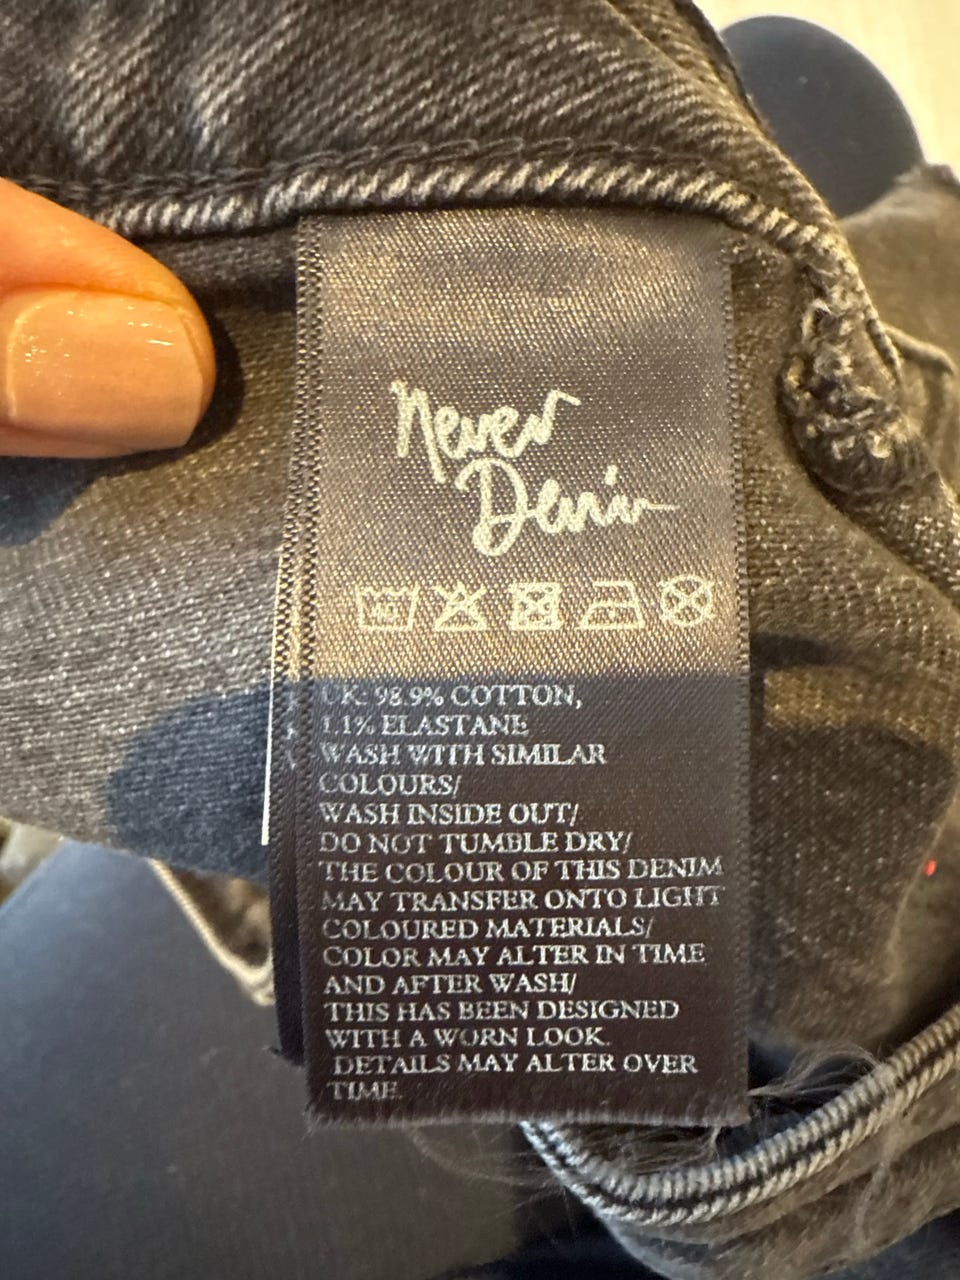 Never
Denim
UK: 98.9% COTTON,
1.1% ELASTANE
WASH WITH SIMILAR
COLOURS/
WASH INSIDE OUT/
DO NOT TUMBLE DRY/
THE COLOUR OF THIS DENIM
MAY TRANSFER ONTO LIGHT
COLOURED MATERIALS/
COLOR MAY ALTER IN TIME
AND AFTER WASH/
THIS HAS BEEN DESIGNED
WITH A WORN LOOK.
DETAILS MAY ALTER OVER
TIME.